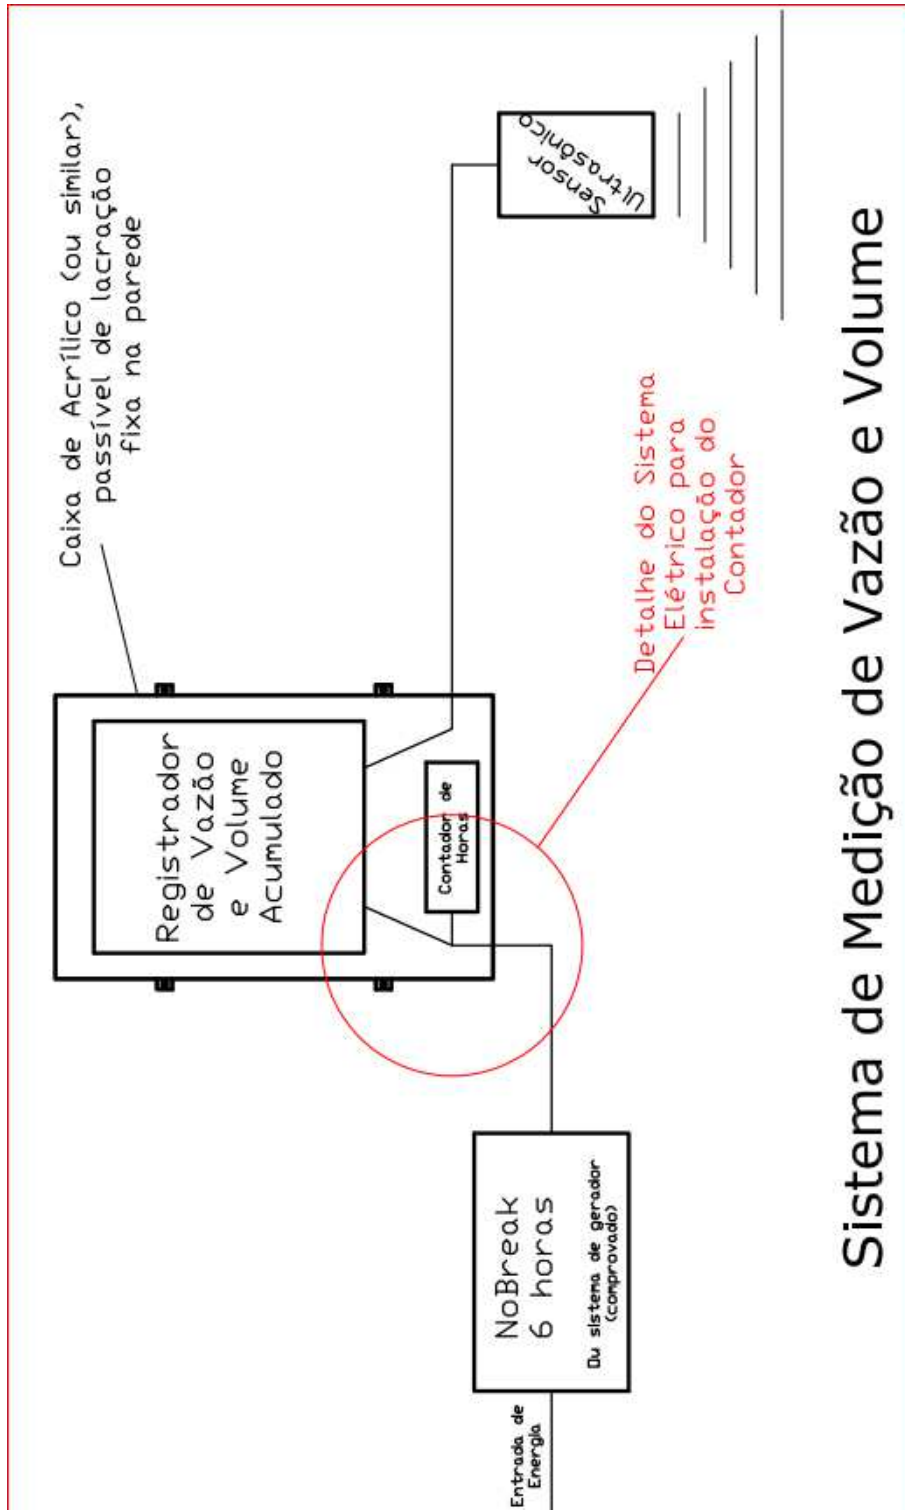 Caixa de Acrílico (ou similar),
passível de lacração
fixa na parede
Registrador
de Vazão
e Volume
Acumulado
Contador de
Horas
Sensor
Ultrasônico
Detalhe do Sistema
Elétrico para
instalação do
Contador
NoBreak
6 horas
Ou sistema de gerador
(comprovado)
Entrada de
Energia
Sistema de Medição de Vazão e Volume